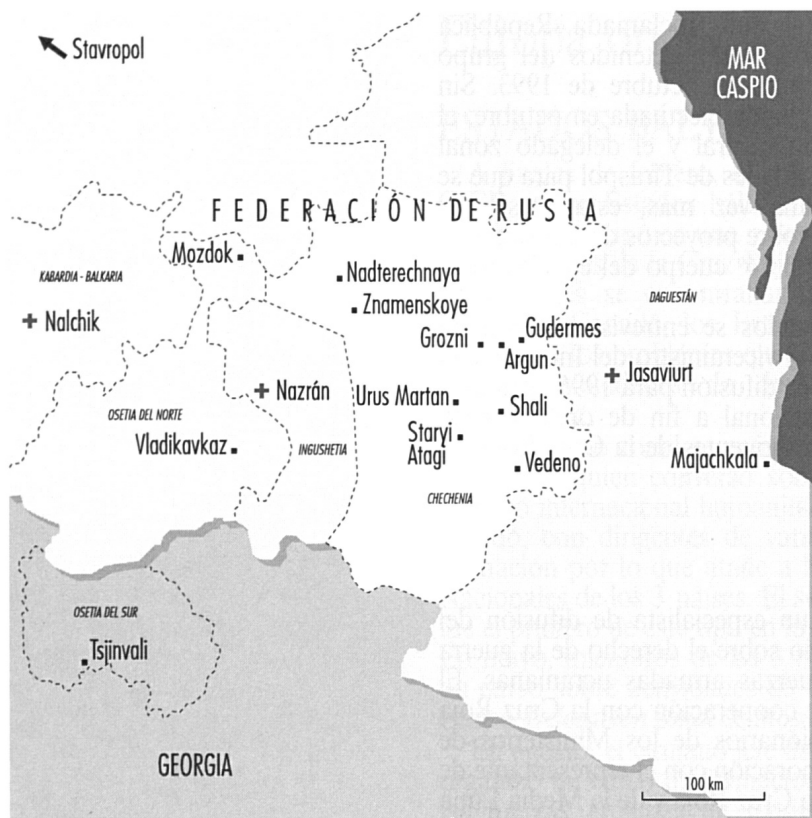 Stavropol
MAR
CASPIO
FEDERACIÓN DE RUSIA
Mozdok
KABARDIA - BALKARIA
Nadterechnaya
DAGUESTÁN
Znamenskoye
Nalchik
Gudermes
Grozni
Argun
Jasaviurt
Nazrán
Urus Martan
Shali
OSETIA DEL NORTE
Staryi
Atagi
Vladikavkaz
INGUSHETIA
Vedeno
Majachkala
CHECHENIA
OSETIA DEL SUR
Tsjinvali
GEORGIA
100 km